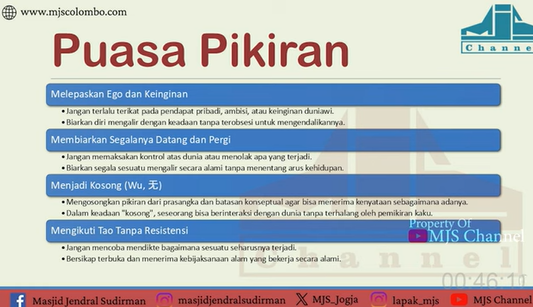 www.mjscolombo.com
Puasa Pikiran
Channel
Melepaskan Ego dan Keinginan
• Jangan terlalu terikat pada pendapat pribadi, ambisi, atau keinginan duniawi.
• Biarkan diri mengalir dengan keadaan tanpa terobsesi untuk mengendalikannya.
Membiarkan Segalanya Datang dan Pergi
• Jangan memaksakan kontrol atas dunia atau menolak apa yang terjadi.
• Biarkan segala sesuatu mengalir secara alami tanpa menentang arus kehidupan.
Menjadi Kosong (Wu, 无)
• Mengosongkan pikiran dari prasangka dan batasan konseptual agar bisa menerima kenyataan sebagaimana adanya.
• Dalam keadaan "kosong", seseorang bisa berinteraksi dengan dunia tanpa terhalang oleh pemikiran kaku.
Mengikuti Tao Tanpa Resistensi
• Jangan mencoba mendikte bagaimana sesuatu seharusnya terjadi.
• Bersikap terbuka dan menerima kebijaksanaan alam yang bekerja secara alami.
Property Of
MJS Channel
Channel
00:46:11
Masjid Jendral Sudirman
masjidjendralsudirman
MJS_Jogja
lapak_mjs
MJS Channel